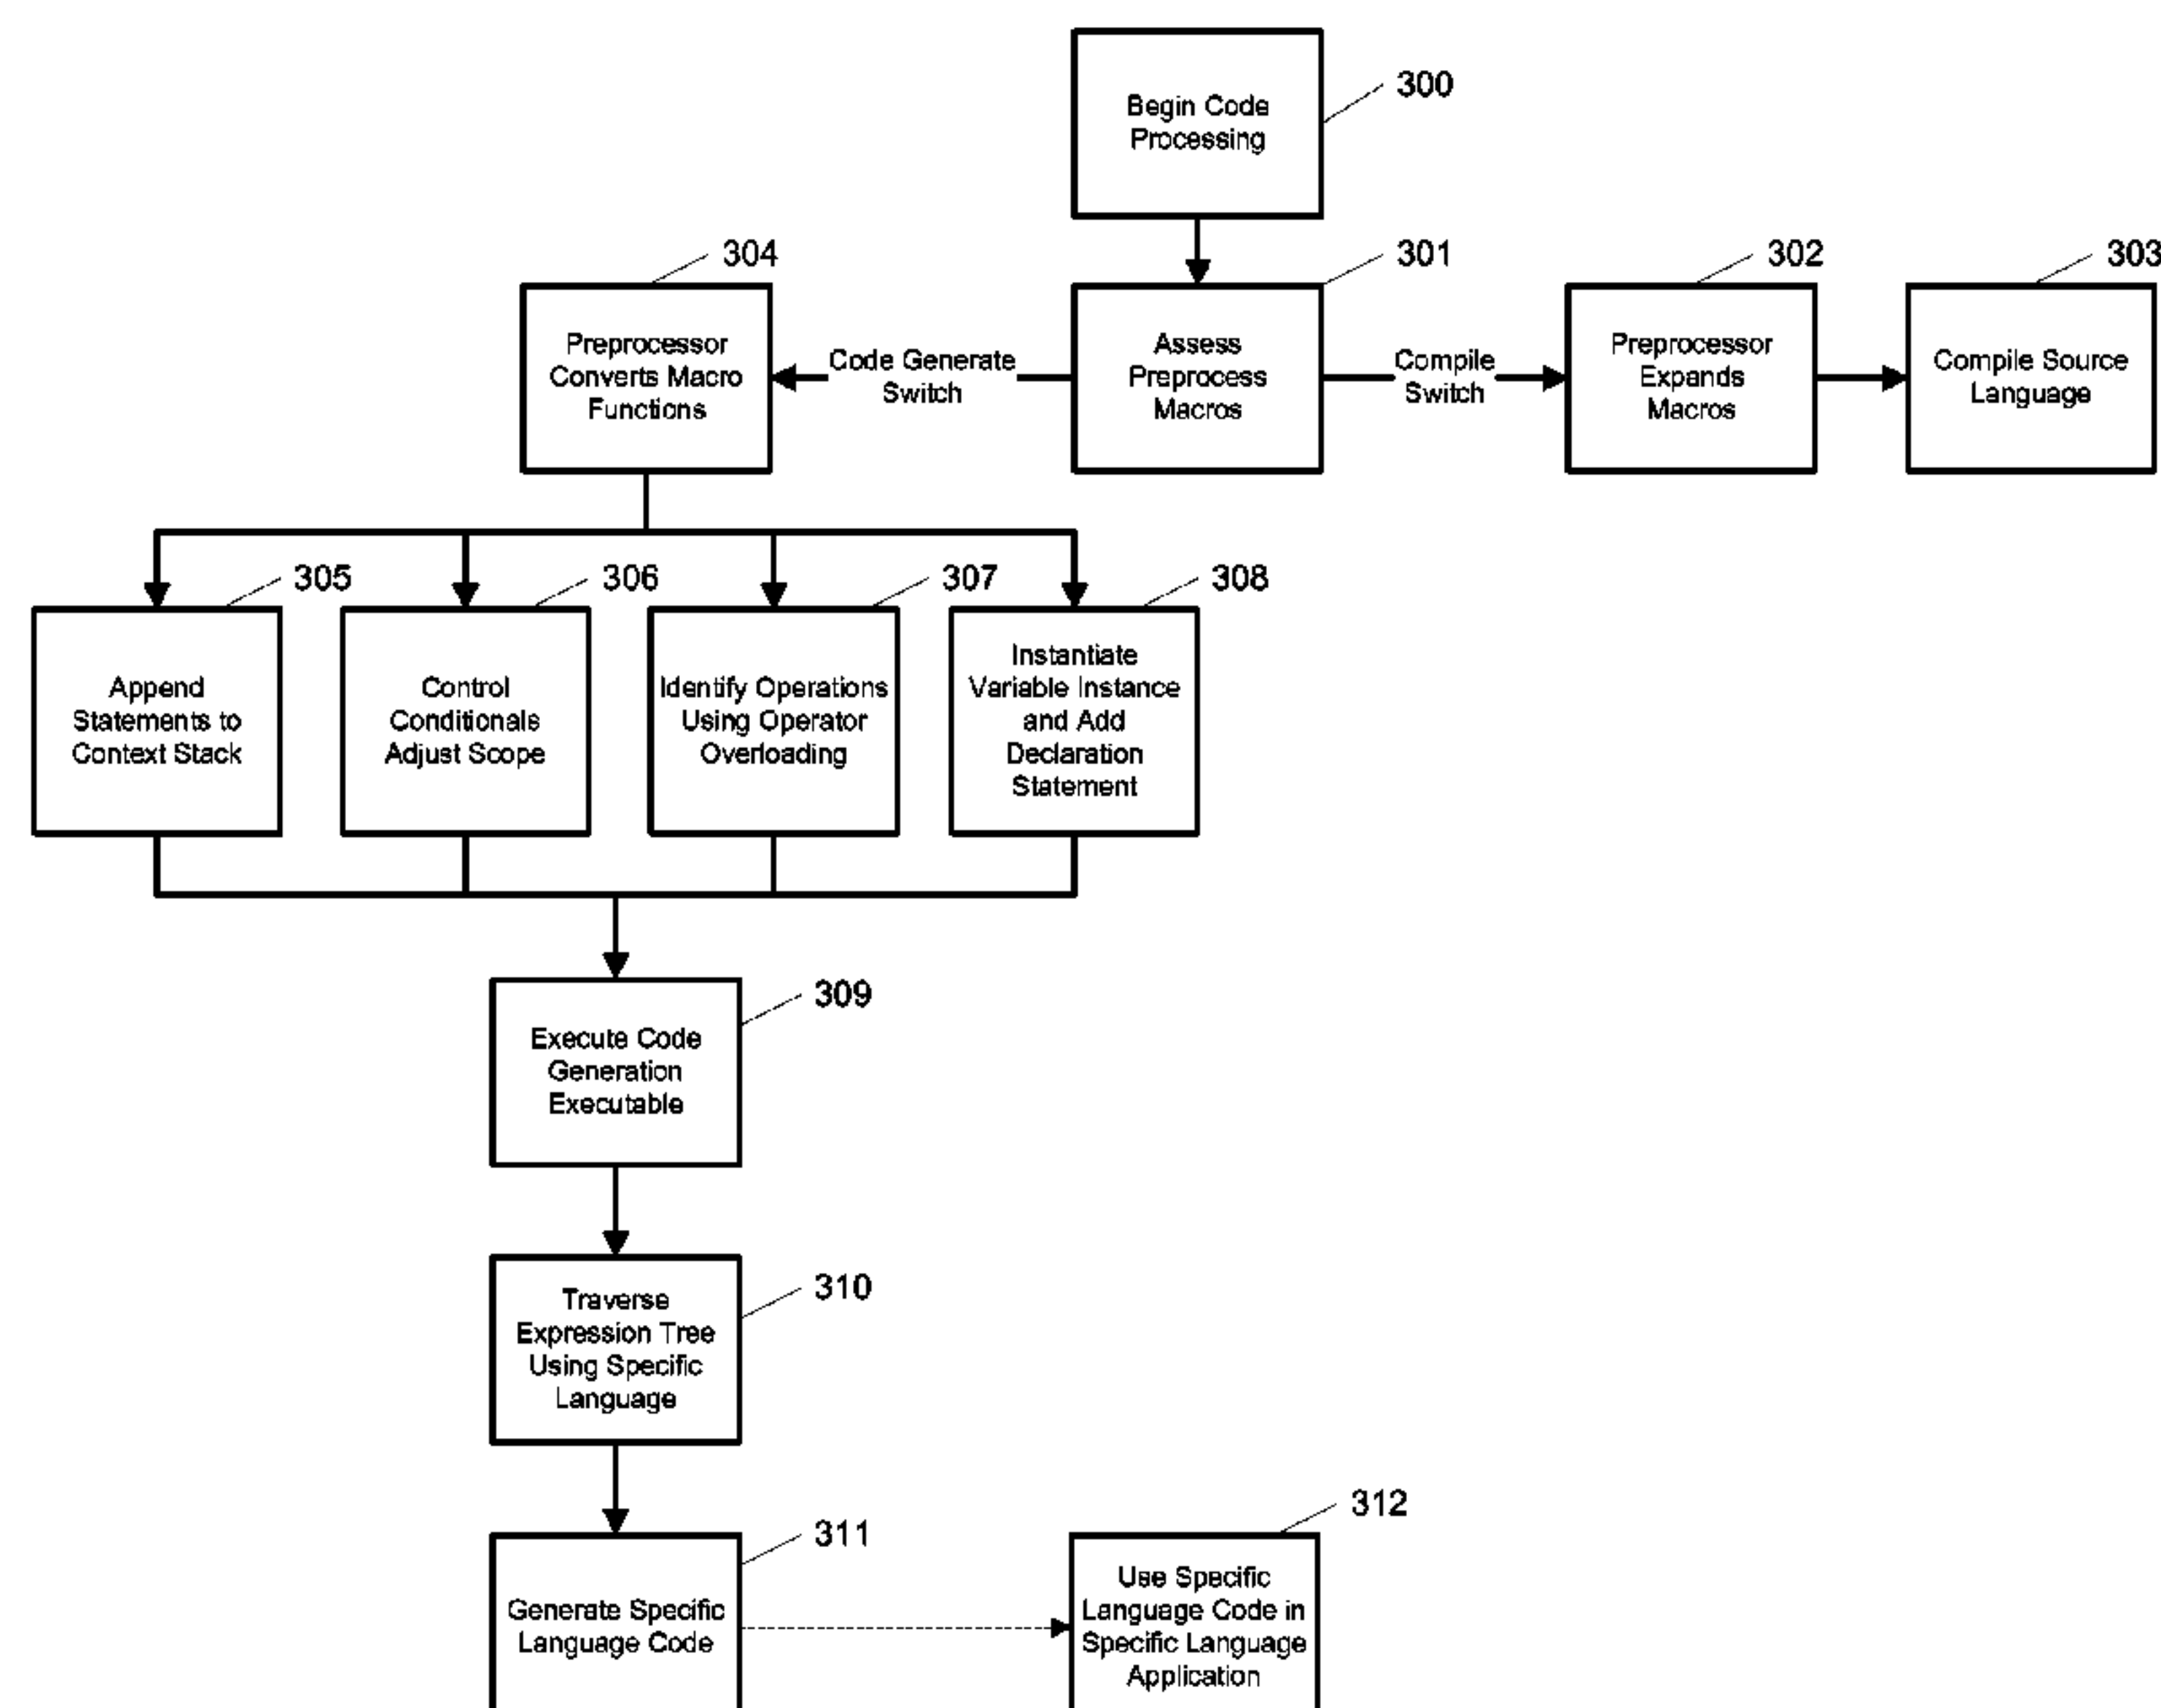 300
Begin Code
Processing
304
301
302
303
Preprocessor
Converts Macro
Functions
Code Generate
Switch
Assess
Preprocess
Macros
Compile
Switch
Preprocessor
Expands
Macros
Compile Source
Language
305
306
307
308
Append
Statements to
Context Stack
Control
Conditionals
Adjust Scope
Identify Operations
Using Operator
Overloading
Instantiate
Variable Instance
and Add
Declaration
Statement
309
Execute Code
Generation
Executable
310
Traverse
Expression Tree
Using Specific
Language
311
312
Generate Specific
Language Code
Use Specific
Language Code in
Specific Language
Application